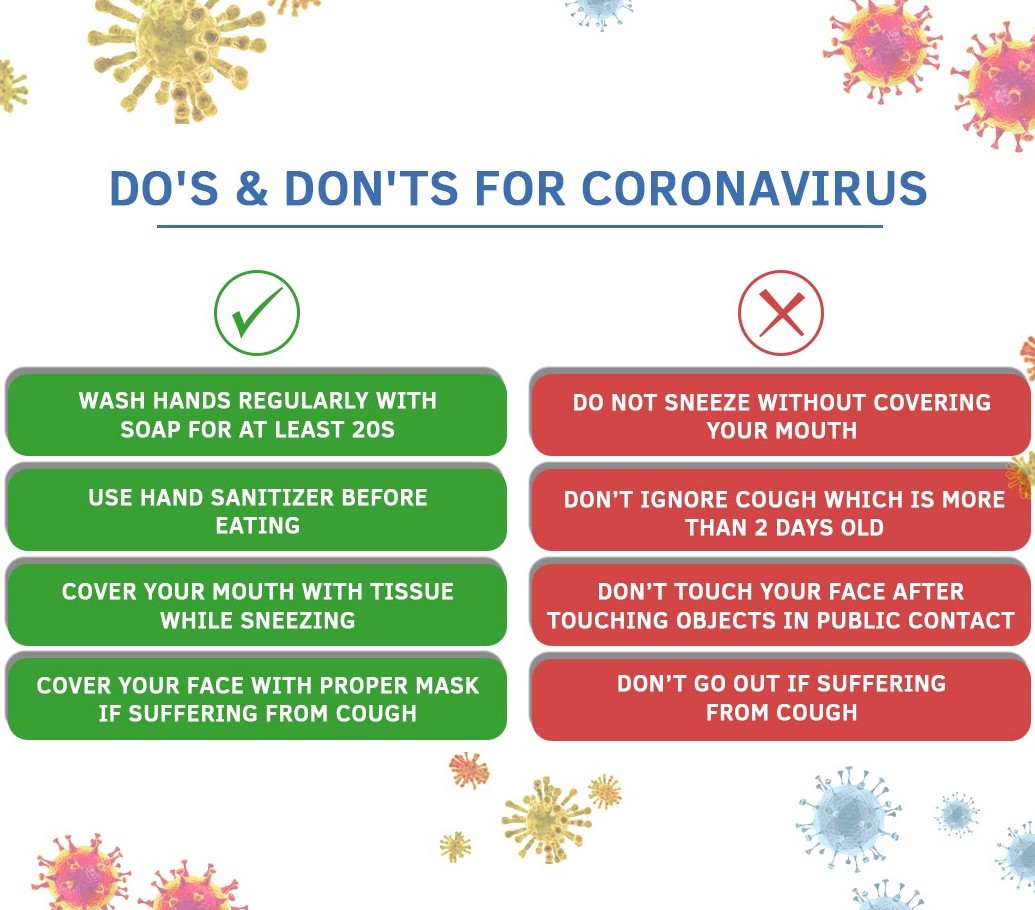 DO'S & DON'TS FOR CORONAVIRUS
WASH HANDS REGULARLY WITH
SOAP FOR AT LEAST 20S
USE HAND SANITIZER BEFORE
EATING
COVER YOUR MOUTH WITH TISSUE
WHILE SNEEZING
COVER YOUR FACE WITH PROPER MASK
IF SUFFERING FROM COUGH
DO NOT SNEEZE WITHOUT COVERING
YOUR MOUTH
DON’T IGNORE COUGH WHICH IS MORE
THAN 2 DAYS OLD
DON’T TOUCH YOUR FACE AFTER
TOUCHING OBJECTS IN PUBLIC CONTACT
DON’T GO OUT IF SUFFERING
FROM COUGH